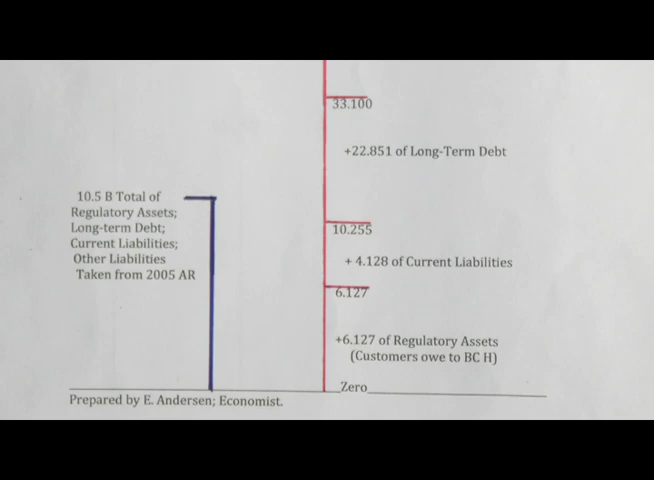 33.100
+22.851 of Long-Term Debt
10.5 B Total of
Regulatory Assets;
Long-term Debt;
Current Liabilities;
Other Liabilities
Taken from 2005 AR
10.255
+ 4.128 of Current Liabilities
6.127
+6.127 of Regulatory Assets
(Customers owe to BC H)
Zero
Prepared by E. Andersen; Economist.